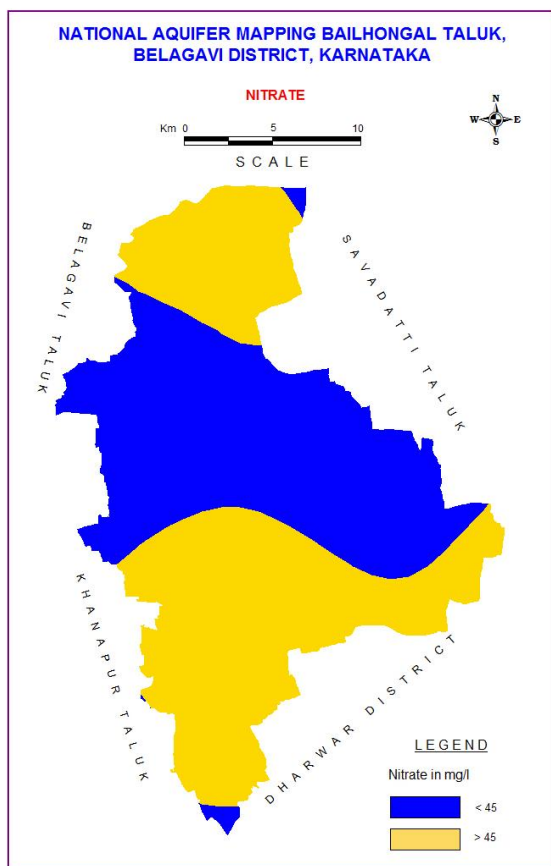 NATIONAL AQUIFER MAPPING BAILHONGAL TALUK,
BELAGAVI DISTRICT, KARNATAKA
NITRATE
Km 0 5 10
SCALE
N
W E
S
BELAGAVI TALUK
SAVADATTI TALUK
KHANAPUR TALUK
DHARWAR DISTRICT
LEGEND
Nitrate in mg/l
< 45
> 45